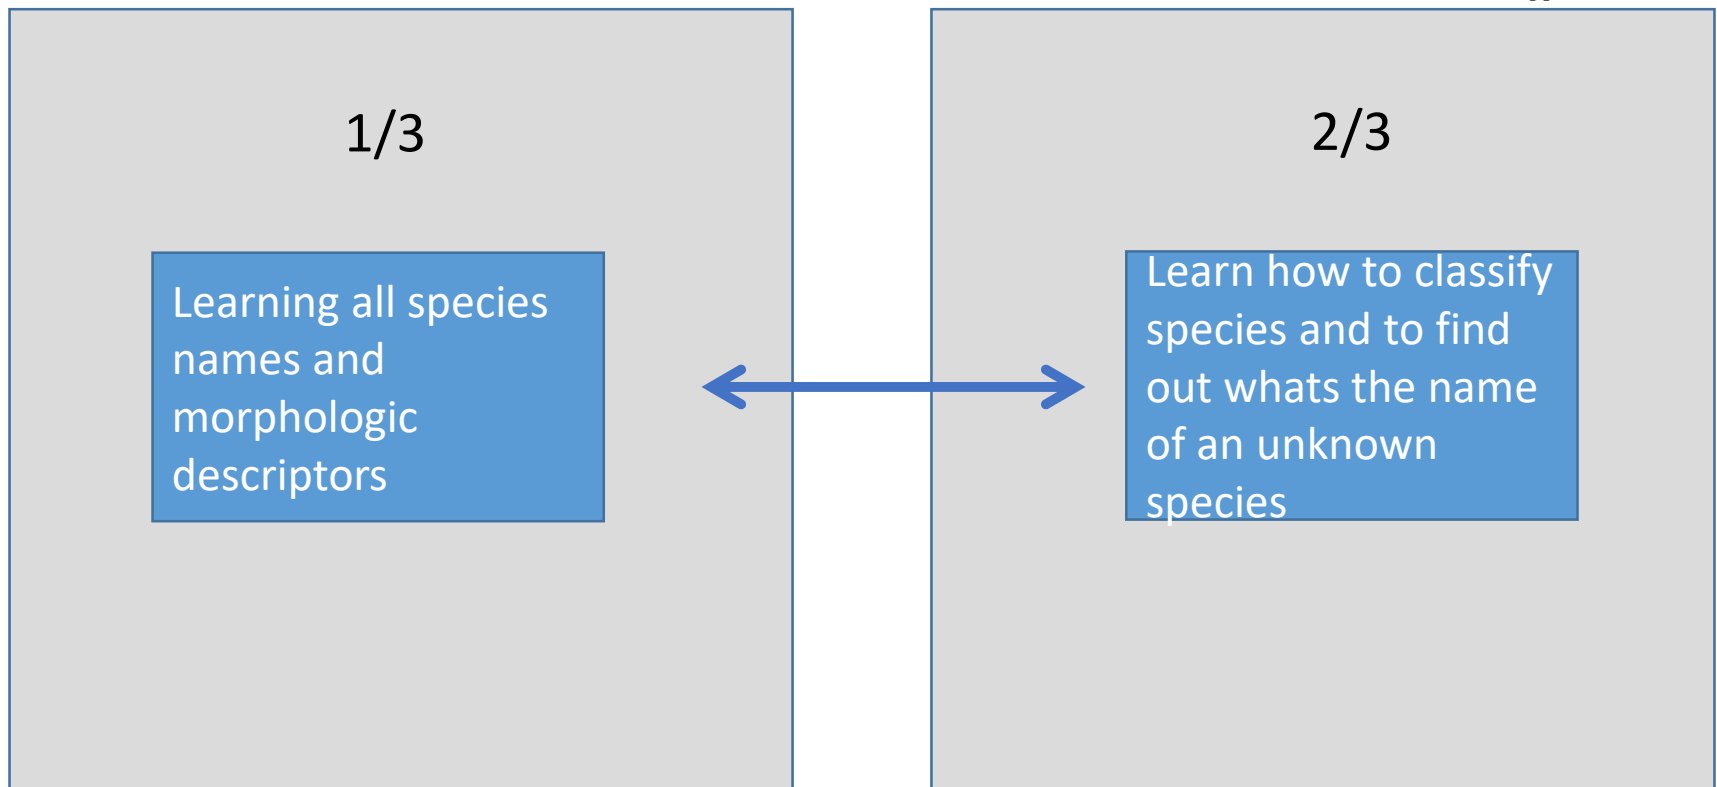 1/3
Learning all species
names and
morphologic
descriptors
2/3
Learn how to classify
species and to find
out whats the name
of an unknown
species